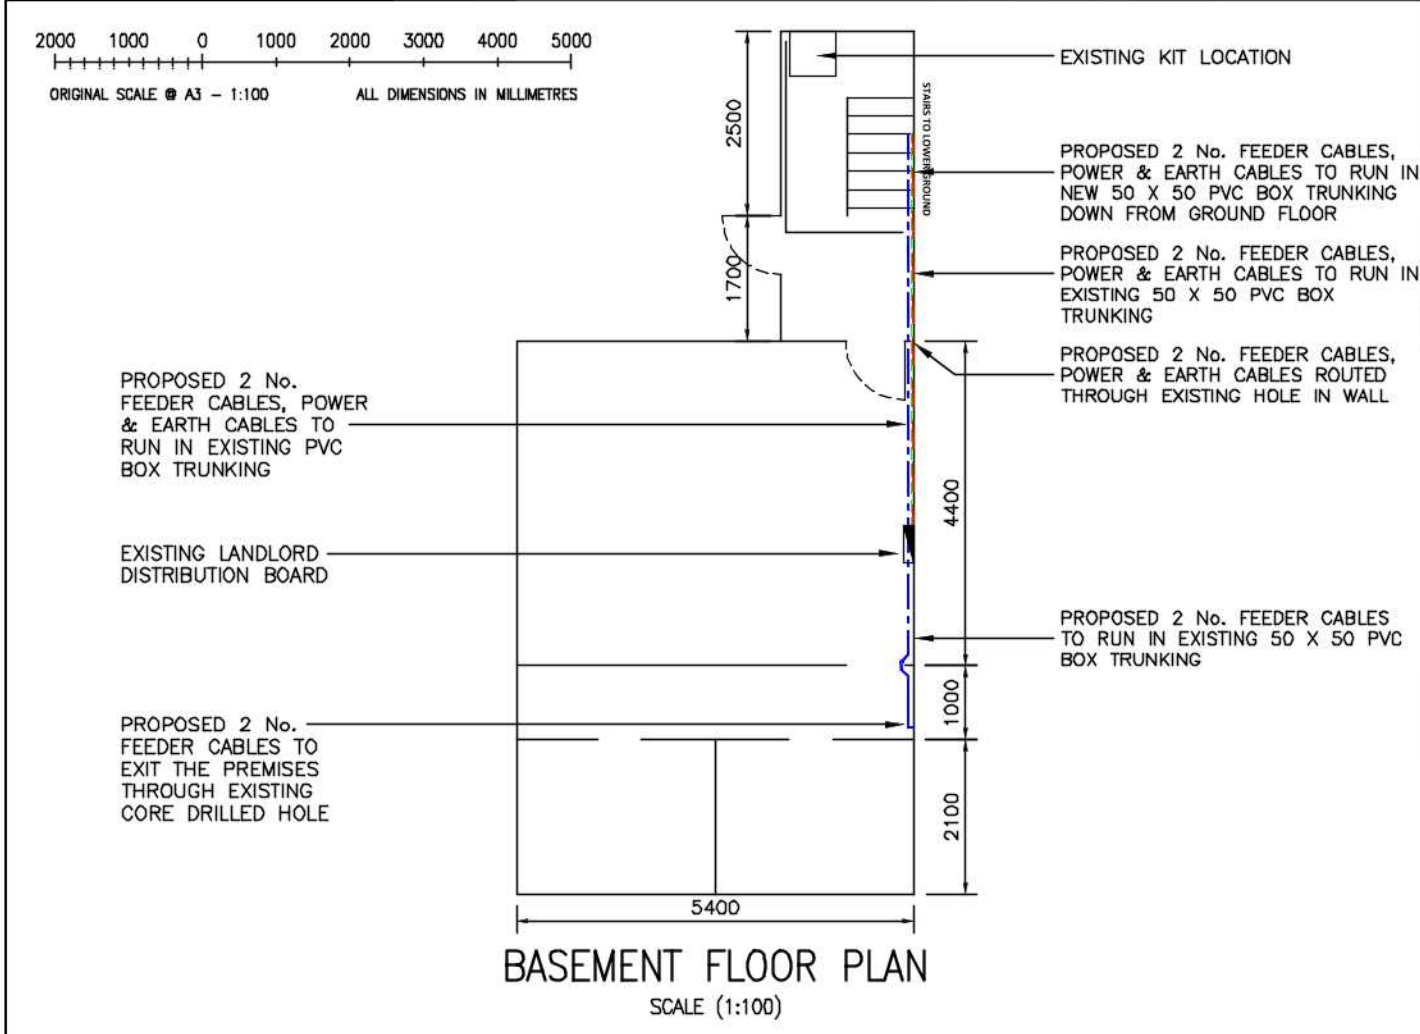 2000 1000 0 1000 2000 3000 4000 5000
ORIGINAL SCALE @ A3 - 1:100 ALL DIMENSIONS IN MILLIMETRES
2500
1700
STAIRS TO LOWER GROUND
EXISTING KIT LOCATION
PROPOSED 2 No. FEEDER CABLES,
POWER & EARTH CABLES TO RUN IN
NEW 50 X 50 PVC BOX TRUNKING
DOWN FROM GROUND FLOOR
PROPOSED 2 No. FEEDER CABLES,
POWER & EARTH CABLES TO RUN IN
EXISTING 50 X 50 PVC BOX
TRUNKING
PROPOSED 2 No. FEEDER CABLES,
POWER & EARTH CABLES ROUTED
THROUGH EXISTING HOLE IN WALL
PROPOSED 2 No.
FEEDER CABLES, POWER
& EARTH CABLES TO
RUN IN EXISTING PVC
BOX TRUNKING
4400
EXISTING LANDLORD
DISTRIBUTION BOARD
PROPOSED 2 No. FEEDER CABLES
TO RUN IN EXISTING 50 X 50 PVC
BOX TRUNKING
1000
PROPOSED 2 No.
FEEDER CABLES TO
EXIT THE PREMISES
THROUGH EXISTING
CORE DRILLED HOLE
2100
5400
BASEMENT FLOOR PLAN
SCALE (1:100)